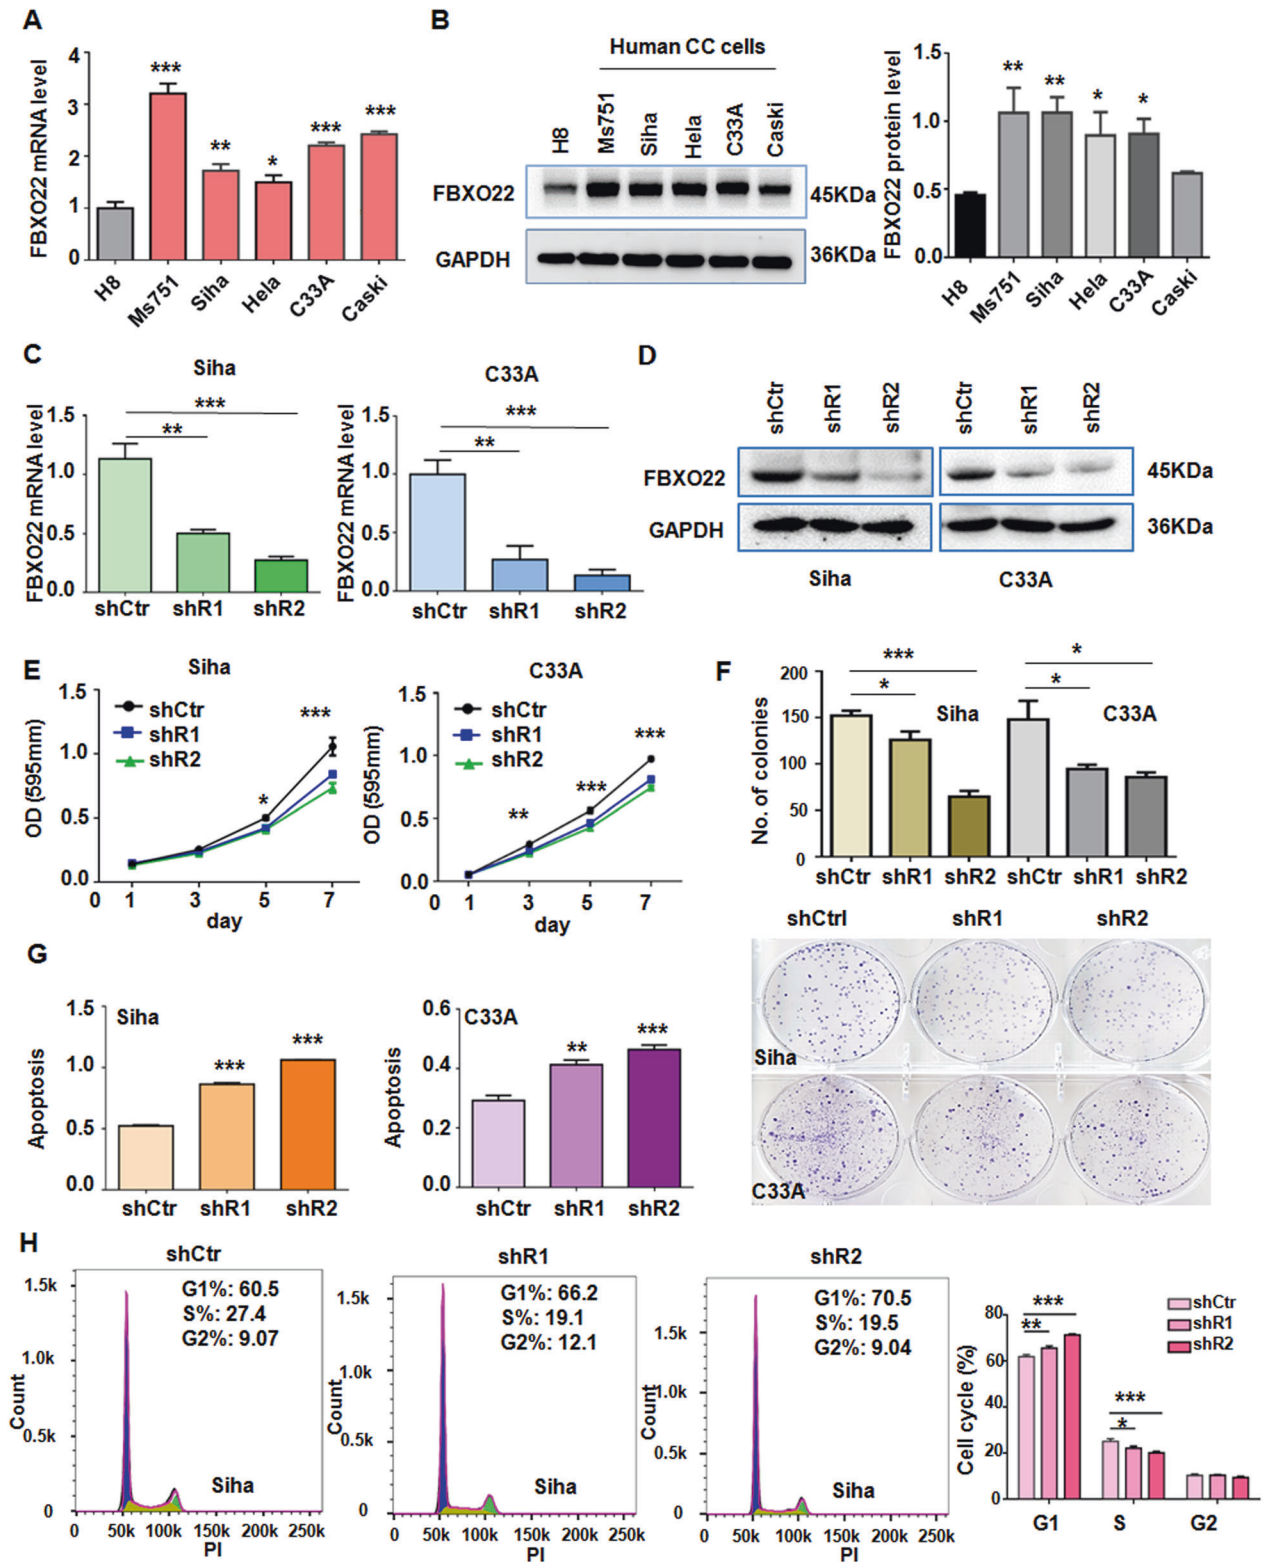 A
FBXO22 mRNA level
4
3
2
1
0
***
**
*
***
***
H8
Ms751
Siha
Hela
C33A
Caski
B
Human CC cells
H8
Ms751
Siha
Hela
C33A
Caski
FBXO22
45KDa
GAPDH
36KDa
FBXO22 protein level
1.5
1.0
0.5
0.0
**
**
*
*
H8
Ms751
Siha
Hela
C33A
Caski
C
Siha
FBXO22 mRNA level
1.5
1.0
0.5
0.0
***
**
shCtr shR1 shR2
C33A
FBXO22 mRNA level
1.5
1.0
0.5
0.0
***
**
shCtr shR1 shR2
D
shCtr
shR1
shR2
shCtr
shR1
shR2
FBXO22
45KDa
GAPDH
36KDa
Siha
C33A
E
Siha
OD (595mm)
1.5
1.0
0.5
0.0
shCtr
shR1
shR2
*
***
0 1 3 5 7
day
C33A
OD (595mm)
1.5
1.0
0.5
0.0
shCtr
shR1
shR2
**
***
***
0 1 3 5 7
day
F
No. of colonies
200
150
100
50
0
***
*
Siha
*
*
C33A
shCtr shR1 shR2 shCtr shR1 shR2
shCtrl shR1 shR2
Siha
C33A
G
Siha
Apoptosis
1.5
1.0
0.5
0.0
***
***
shCtr shR1 shR2
C33A
Apoptosis
0.6
0.4
0.2
0.0
**
***
shCtr shR1 shR2
H
shCtr
G1%: 60.5
S%: 27.4
G2%: 9.07
Count
1.5k
1.0k
0.5k
0
Siha
0 50k 100k 150k 200k 250k
PI
shR1
G1%: 66.2
S%: 19.1
G2%: 12.1
Count
1.5k
1.0k
0.5k
0
Siha
0 50k 100k 150k 200k 250k
PI
shR2
G1%: 70.5
S%: 19.5
G2%: 9.04
Count
1.5k
1.0k
0.5k
0
Siha
0 50k 100k 150k 200k 250k
PI
Cell cycle (%)
80
60
40
20
0
***
**
***
*
shCtr
shR1
shR2
G1 S G2